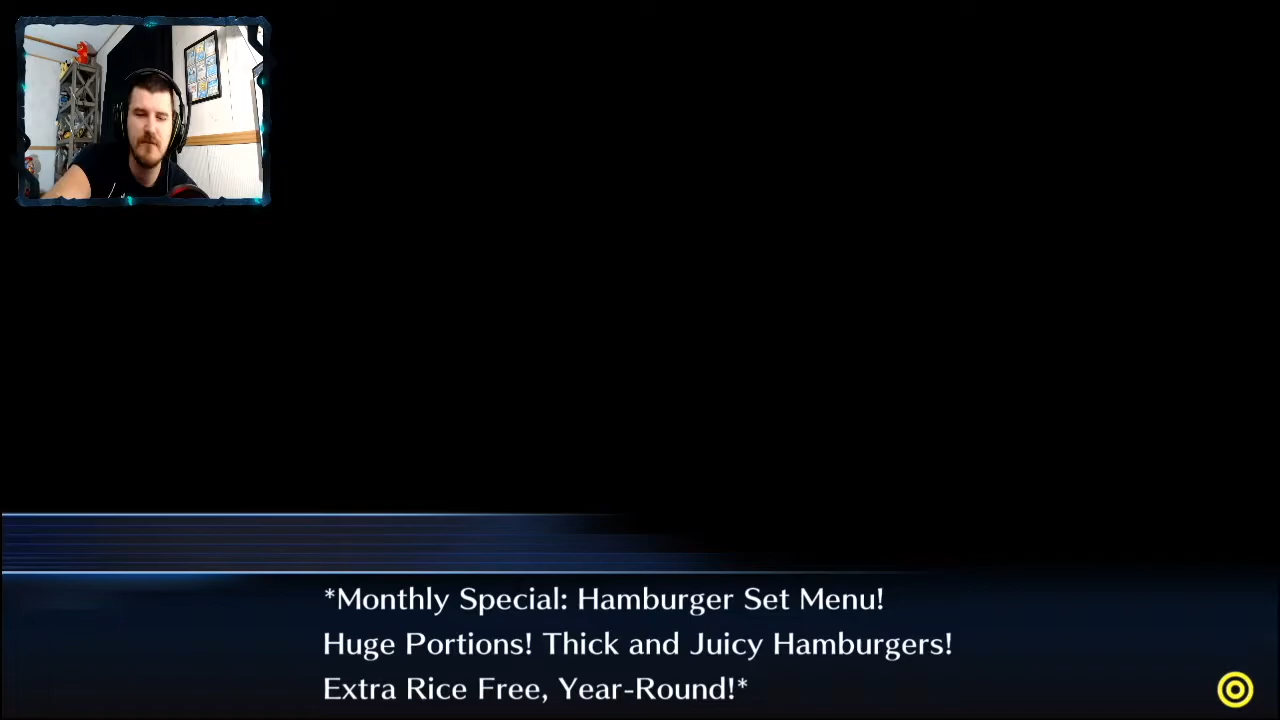 *Monthly Special: Hamburger Set Menu!
Huge Portions! Thick and Juicy Hamburgers!
Extra Rice Free, Year-Round!*